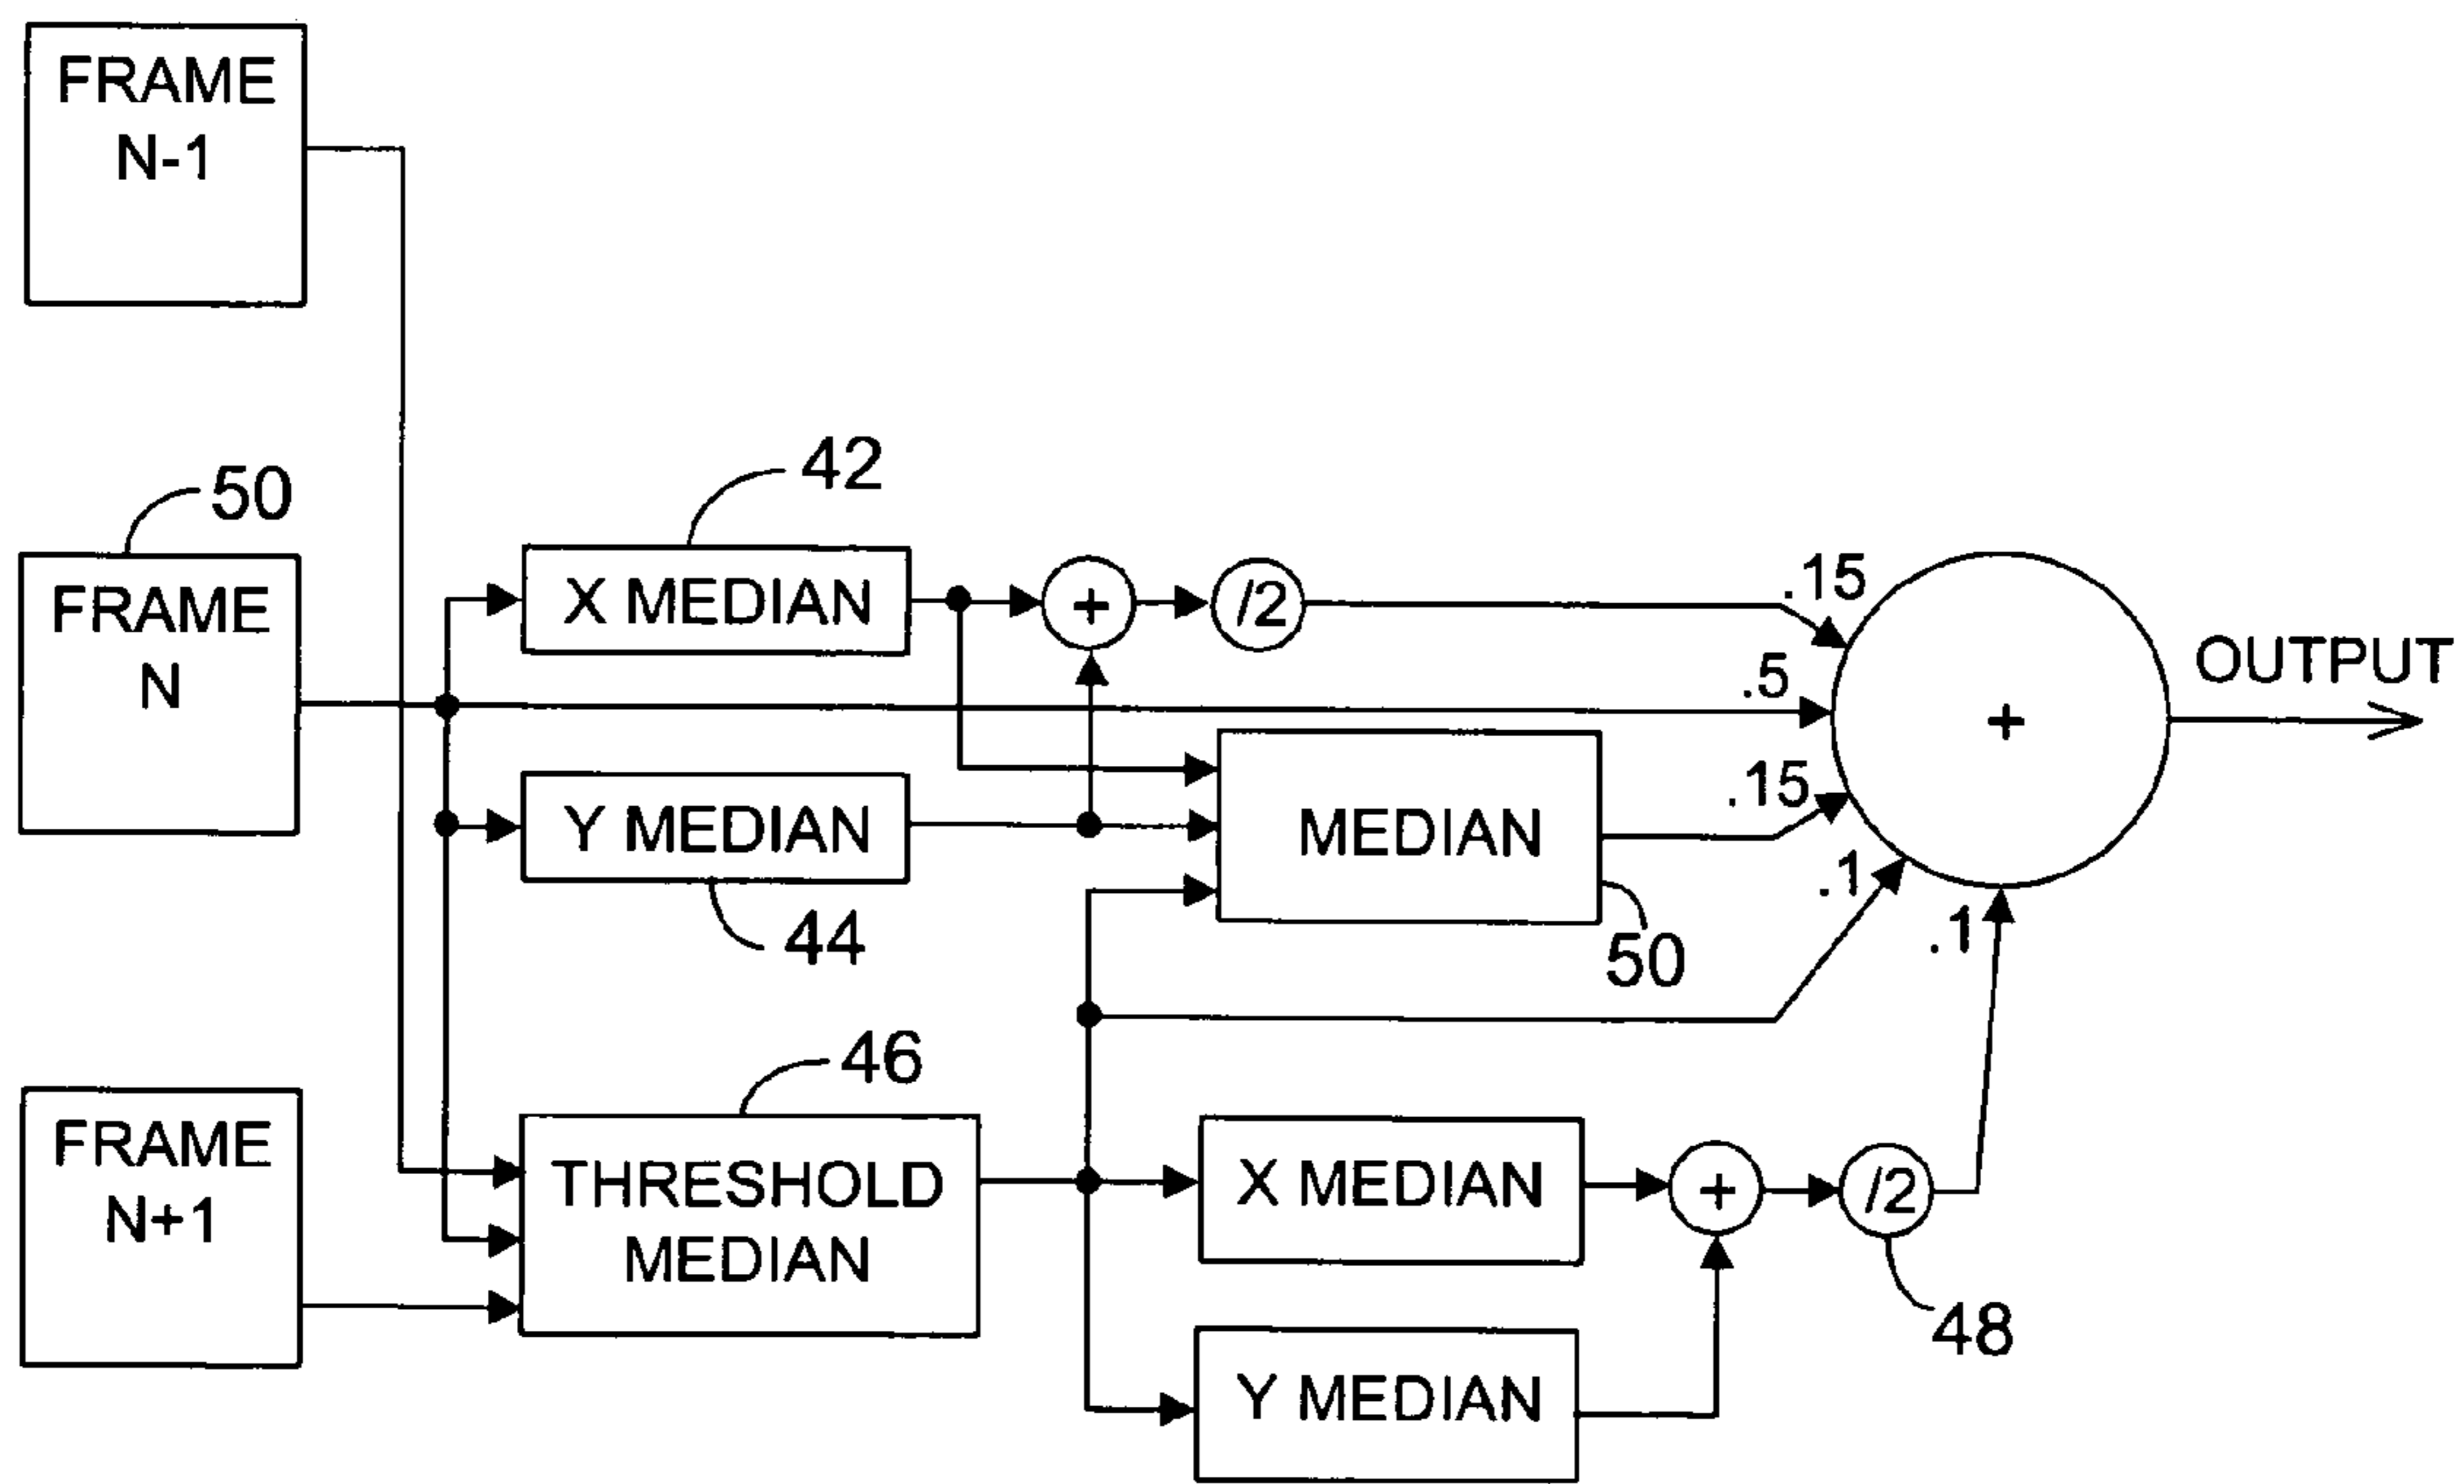 FRAME
N-1
50
FRAME
N
42
X MEDIAN
+
/2
.15
.5
+
OUTPUT
Y MEDIAN
44
MEDIAN
50
.15
.1
.1
FRAME
N+1
46
THRESHOLD
MEDIAN
X MEDIAN
+
/2
48
Y MEDIAN